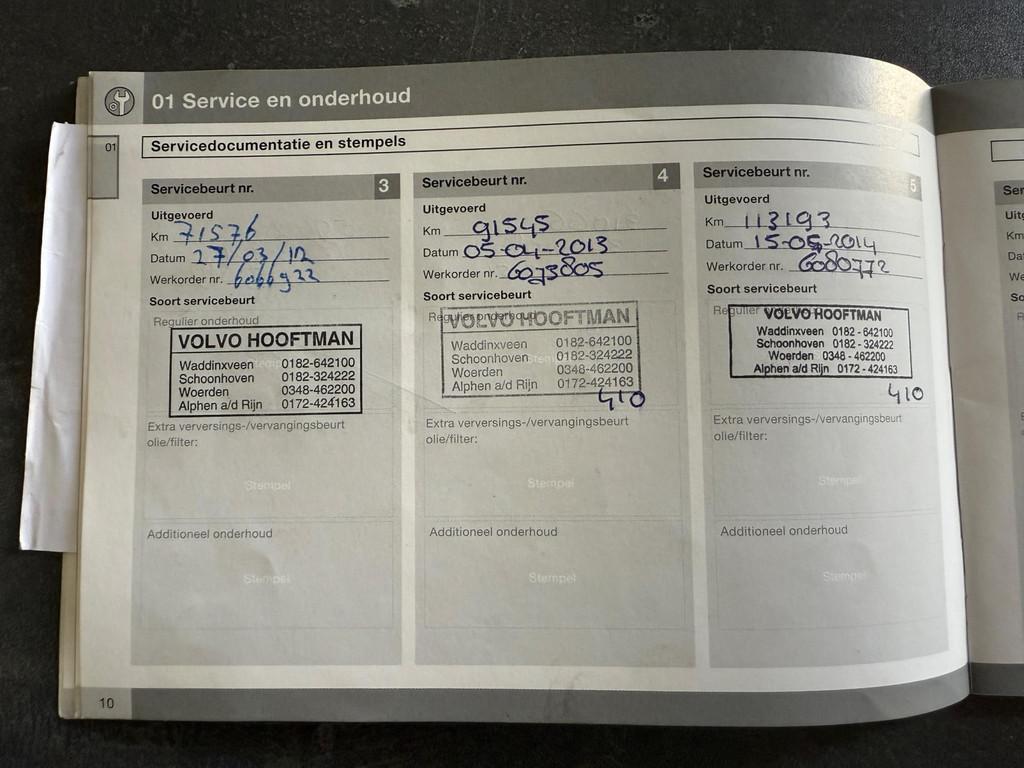 01 Service en onderhoud
01
Servicedocumentatie en stempels
Servicebeurt nr. 3
Uitgevoerd
Km 71576
Datum 27/03/12
Werkorder nr. 6066922
Soort servicebeurt
Regulier onderhoud
VOLVO HOOFTMAN
Waddinxveen 0182-642100
Schoonhoven 0182-324222
Woerden 0348-462200
Alphen a/d Rijn 0172-424163
Extra verversings-/vervangingsbeurt
olie/filter:
Stempel
Additioneel onderhoud
Stempel
Servicebeurt nr. 4
Uitgevoerd
Km 91545
Datum 05-04-2013
Werkorder nr. 6073805
Soort servicebeurt
Regulier onderhoud
VOLVO HOOFTMAN
Waddinxveen 0182-642100
Schoonhoven 0182-324222
Woerden 0348-462200
Alphen a/d Rijn 0172-424163
410
Extra verversings-/vervangingsbeurt
olie/filter:
Stempel
Additioneel onderhoud
Stempel
Servicebeurt nr. 5
Uitgevoerd
Km 113193
Datum 15-05-2014
Werkorder nr. 6080772
Soort servicebeurt
Regulier onderhoud
VOLVO HOOFTMAN
Waddinxveen 0182-642100
Schoonhoven 0182-324222
Woerden 0348-462200
Alphen a/d Rijn 0172-424163
410
Extra verversings-/vervangingsbeurt
olie/filter:
Stempel
Additioneel onderhoud
Stempel
10